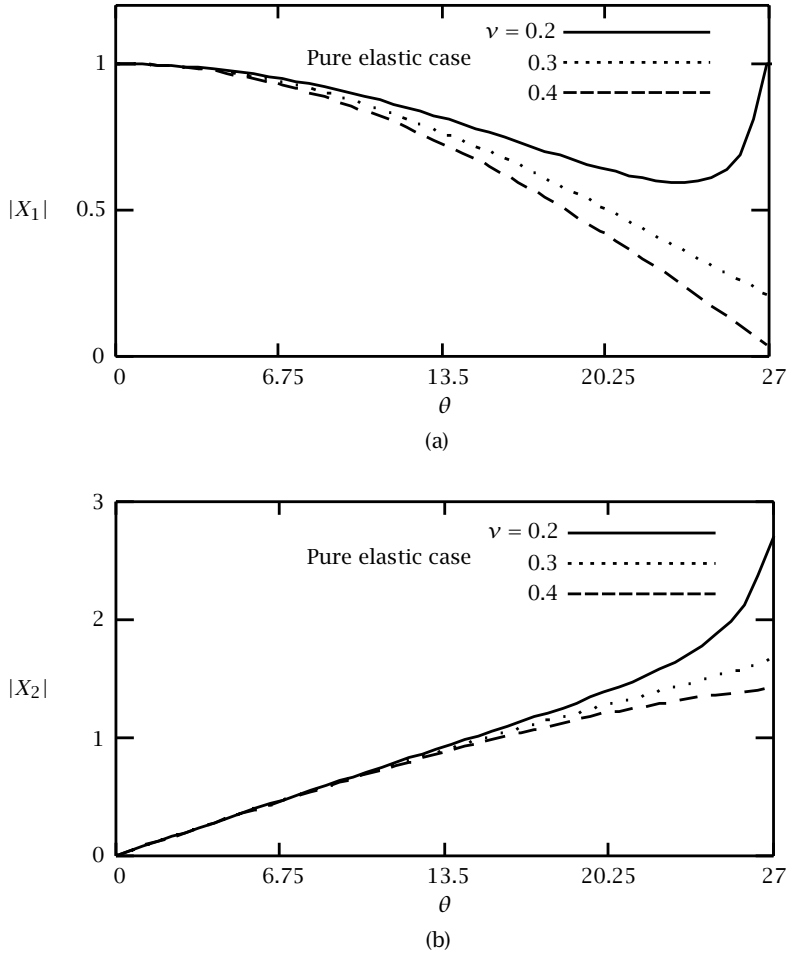 1
0.5
0
|X1|
Pure elastic case
ν = 0.2
0.3
0.4
0
6.75
13.5
20.25
27
θ
(a)
3
2
1
0
|X2|
Pure elastic case
ν = 0.2
0.3
0.4
0
6.75
13.5
20.25
27
θ
(b)